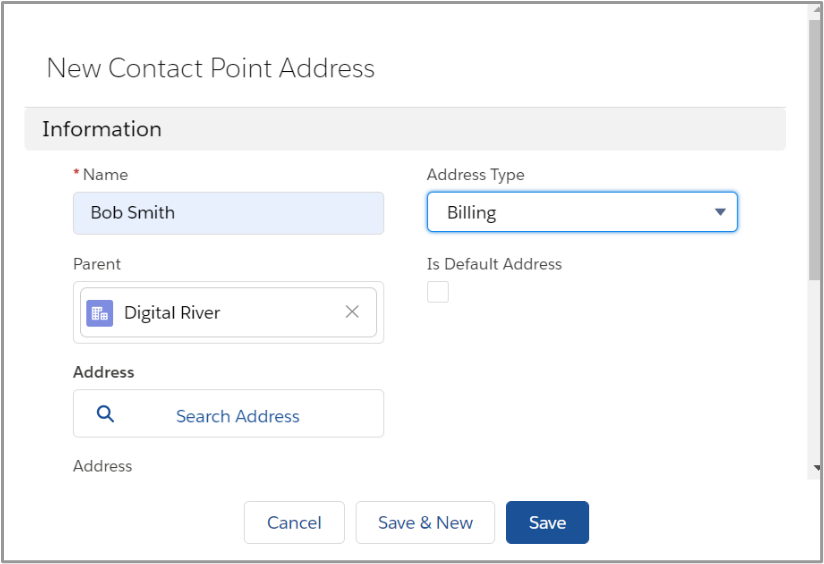 New Contact Point Address
Information
* Name
Address Type
Bob Smith
Billing
Parent
Is Default Address
Digital River
Address
Search Address
Address
Cancel
Save & New
Save